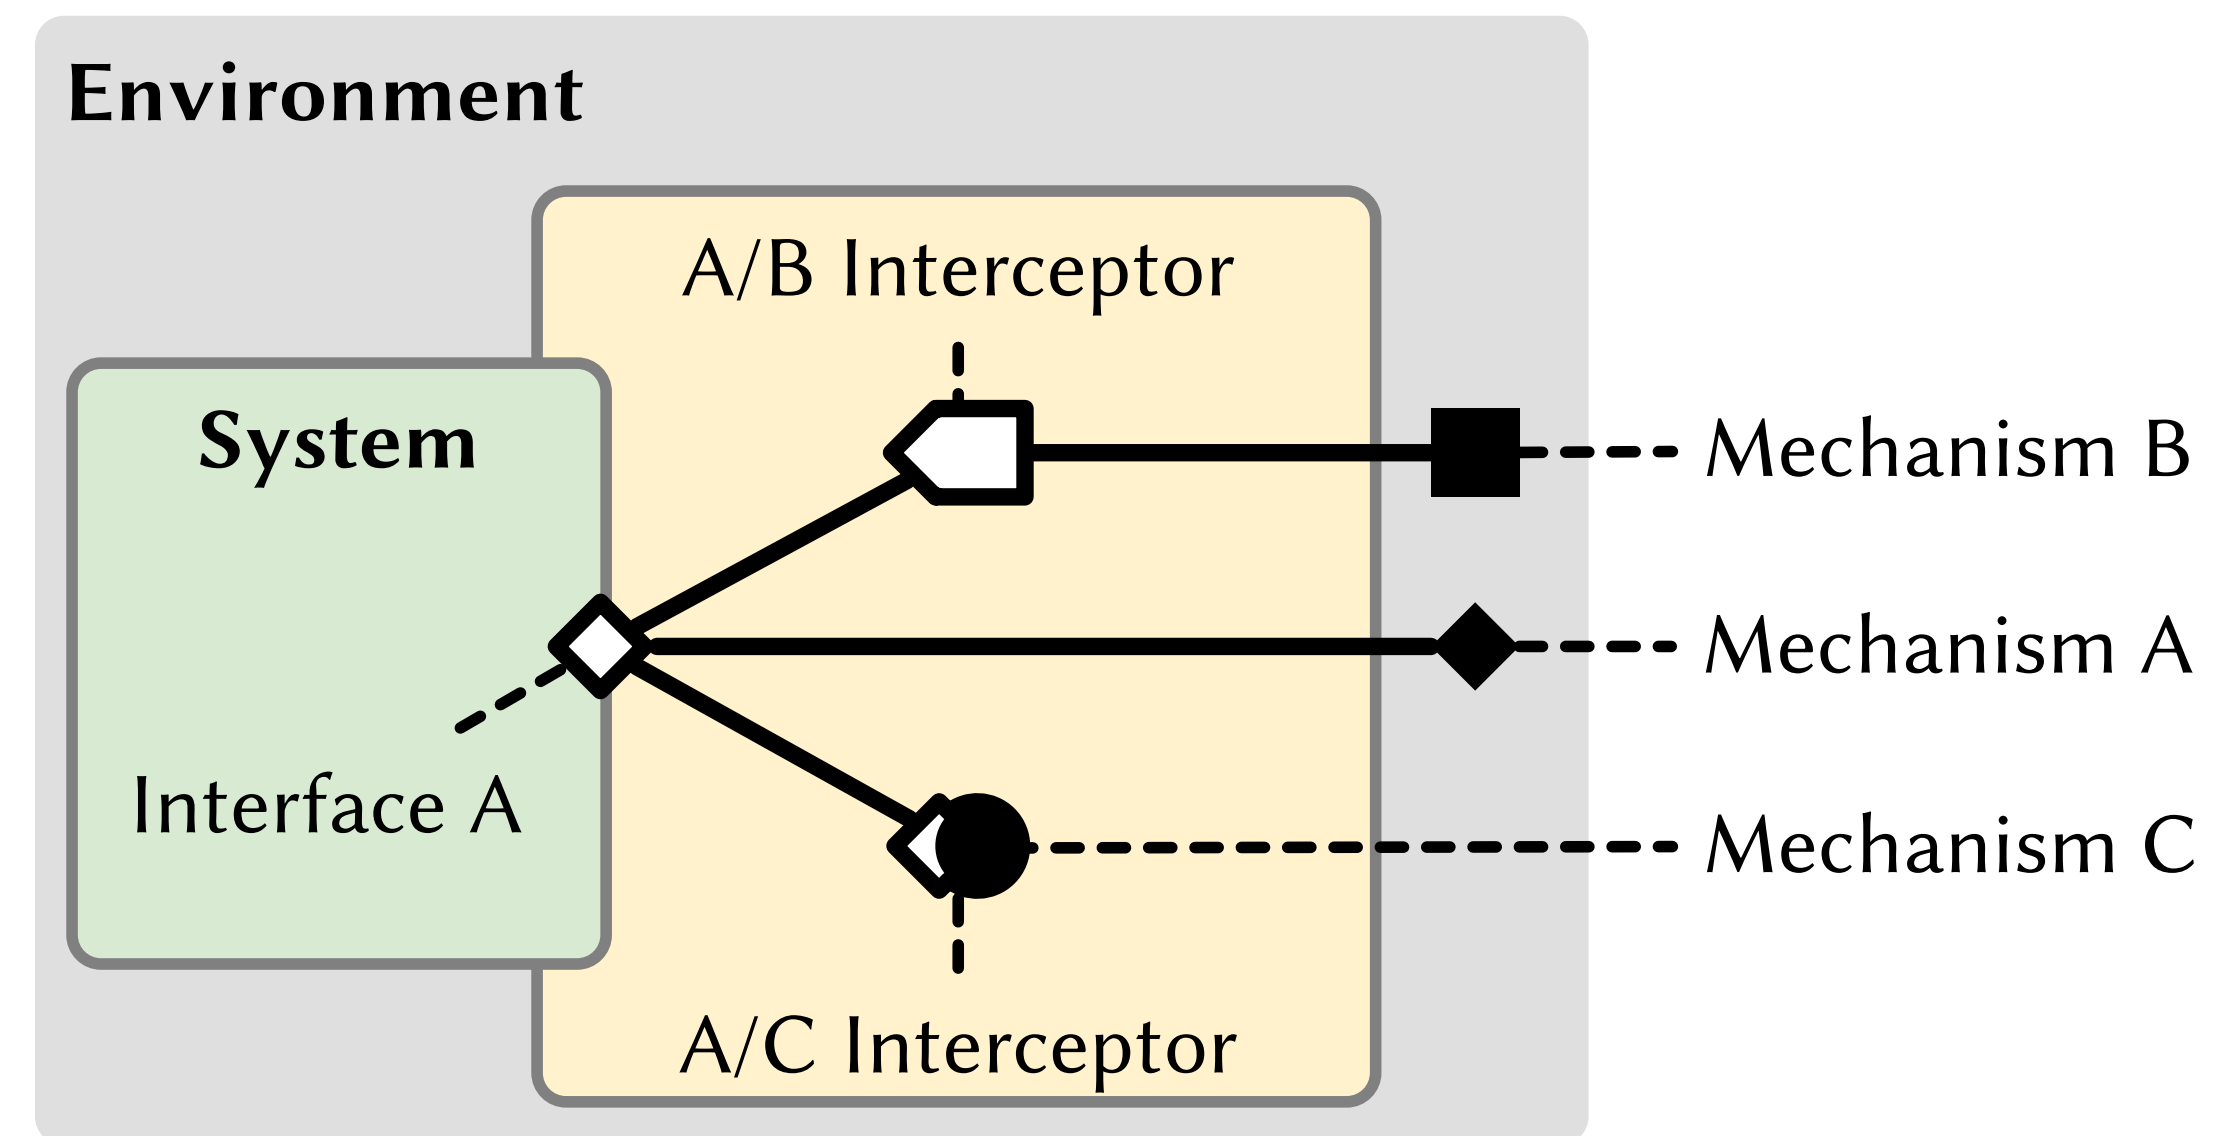 Environment
A/B Interceptor
System
Mechanism B
Mechanism A
Interface A
Mechanism C
A/C Interceptor